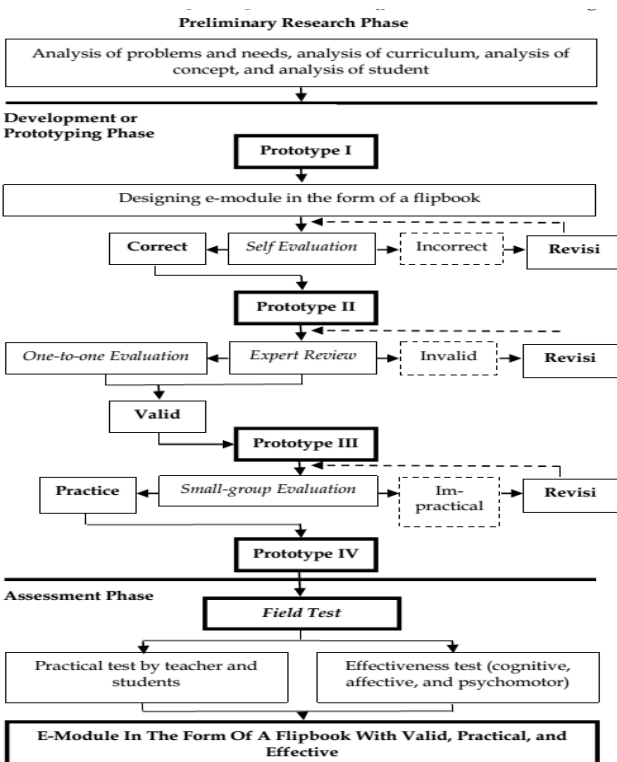 Preliminary Research Phase
Analysis of problems and needs, analysis of curriculum, analysis of
concept, and analysis of student
Development or
Prototyping Phase
Prototype I
Designing e-module in the form of a flipbook
Correct
Self Evaluation
Incorrect
Revisi
Prototype II
One-to-one Evaluation
Expert Review
Invalid
Revisi
Valid
Prototype III
Practice
Small-group Evaluation
Im-
practical
Revisi
Prototype IV
Assessment Phase
Field Test
Practical test by teacher and
students
Effectiveness test (cognitive,
affective, and psychomotor)
E-Module In The Form Of A Flipbook With Valid, Practical, and
Effective